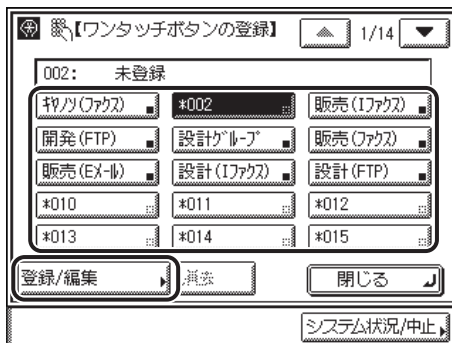 【ワンタッチボタンの登録】 1/14
002: 未登録
ｷﾔﾉﾝ(ﾌｧｸｽ) *002 販売(Iﾌｧｸｽ)
開発(FTP) 設計ｸﾞﾙｰﾌﾟ 販売(ﾌｧｸｽ)
販売(Eﾒｰﾙ) 設計(Iﾌｧｸｽ) 設計(FTP)
*010 *011 *012
*013 *014 *015
登録/編集 消去 閉じる
システム状況/中止